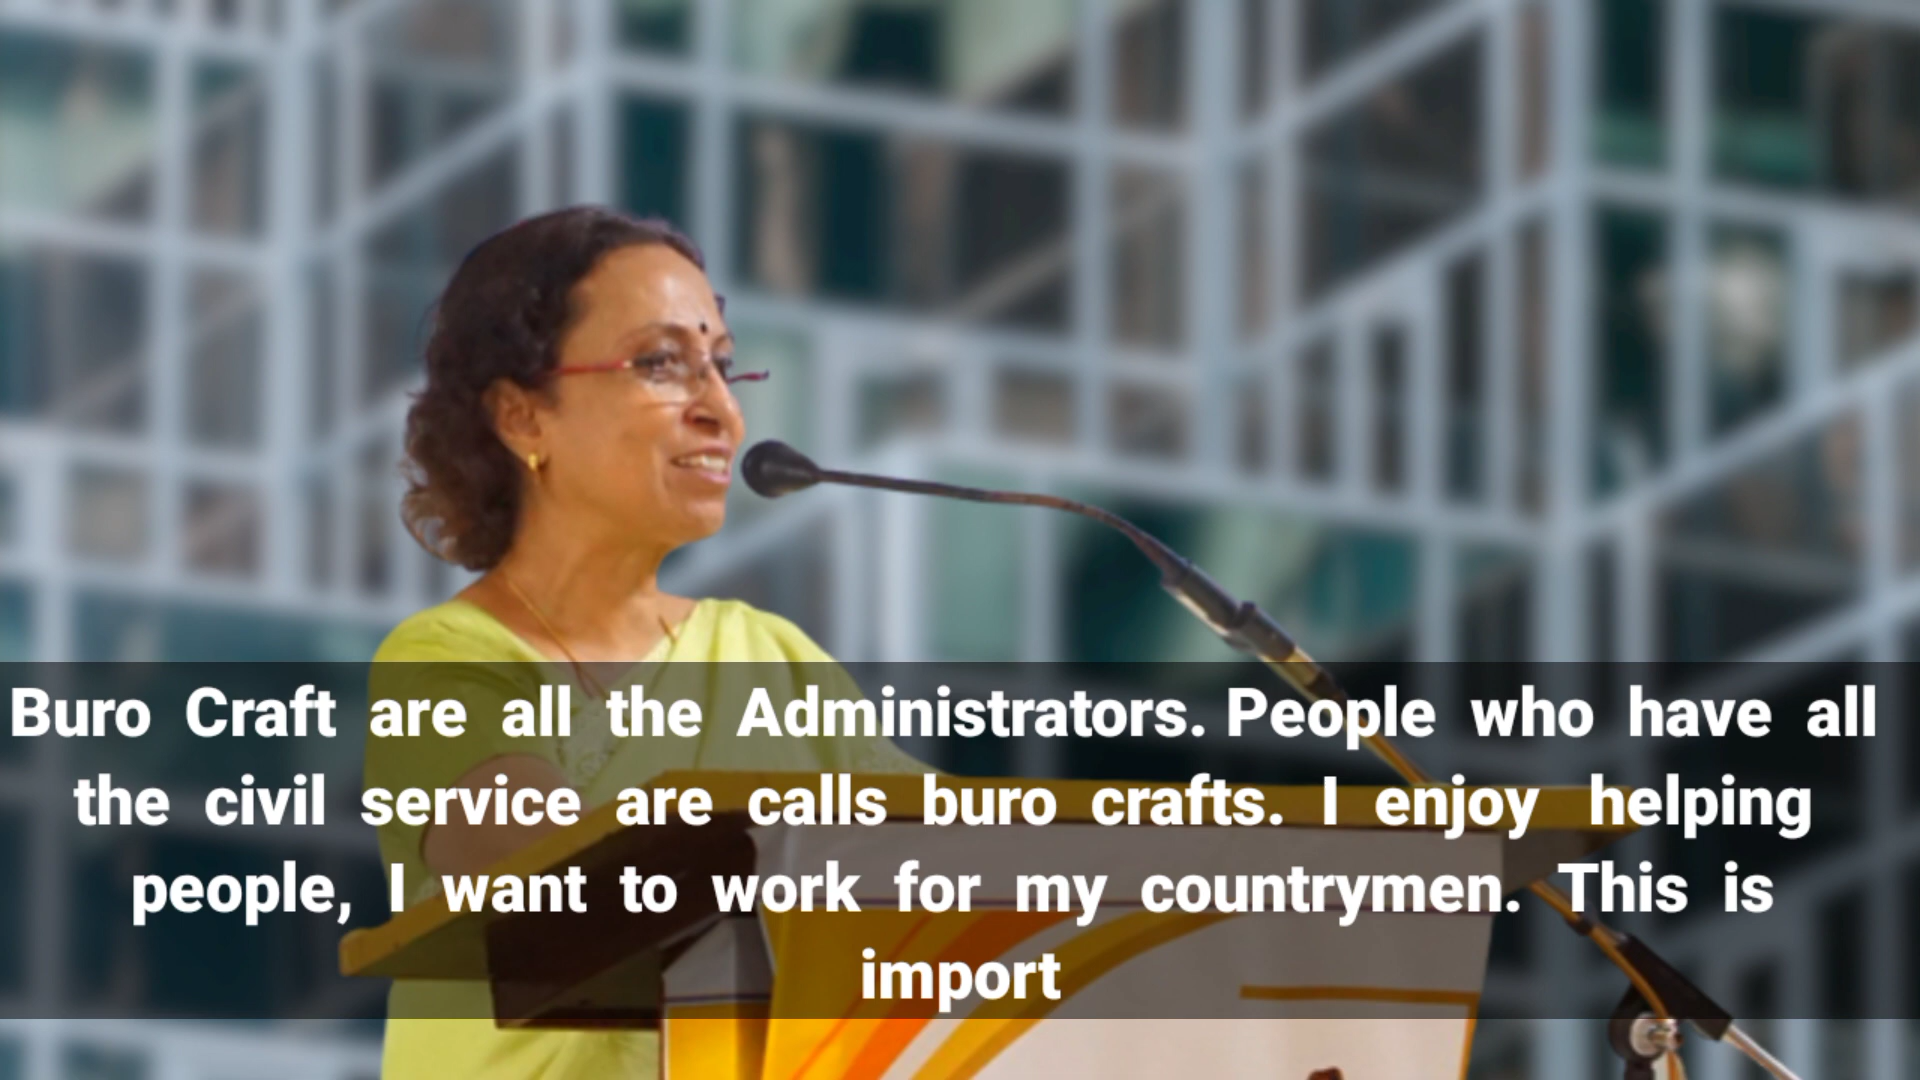 Buro Craft are all the Administrators. People who have all
the civil service are calls buro crafts. I enjoy helping
people, I want to work for my countrymen. This is
import